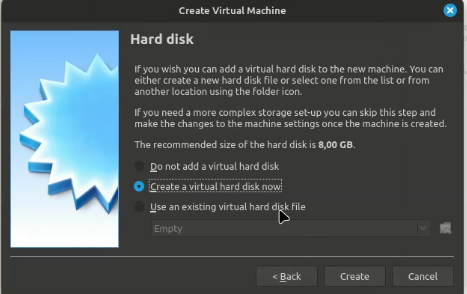 Create Virtual Machine
Hard disk
If you wish you can add a virtual hard disk to the new machine. You can
either create a new hard disk file or select one from the list or from
another location using the folder icon.
If you need a more complex storage set-up you can skip this step and
make the changes to the machine settings once the machine is created.
The recommended size of the hard disk is 8,00 GB.
Do not add a virtual hard disk
Create a virtual hard disk now
Use an existing virtual hard disk file
Empty
< Back
Create
Cancel